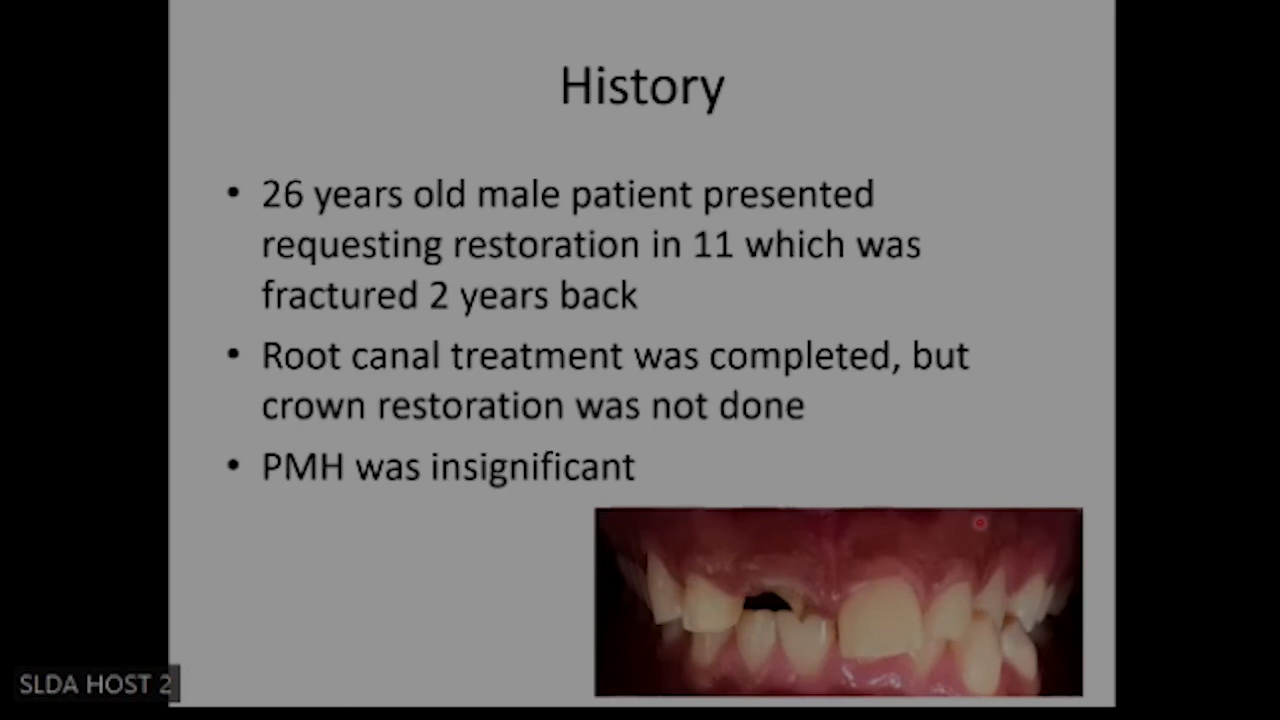 History
• 26 years old male patient presented
requesting restoration in 11 which was
fractured 2 years back
• Root canal treatment was completed, but
crown restoration was not done
• PMH was insignificant
SLDA HOST 2